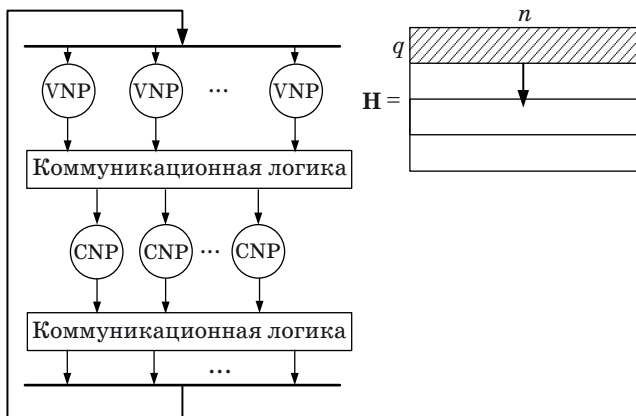 VNP VNP ... VNP
Коммуникационная логика
CNP CNP ... CNP
Коммуникационная логика
...
n
q
H =